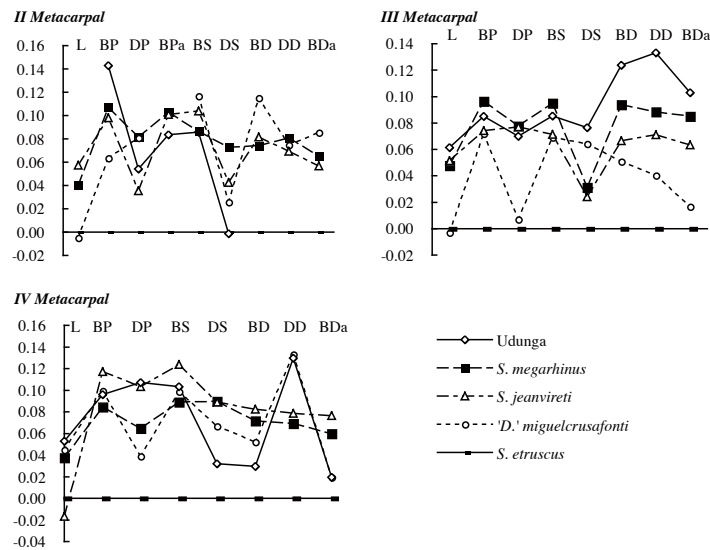 II Metacarpal
L BP DP BPa BS DS BD DD BDa
0.16
0.14
0.12
0.10
0.08
0.06
0.04
0.02
0.00
-0.02
III Metacarpal
L BP DP BS DS BD DD BDa
0.14
0.12
0.10
0.08
0.06
0.04
0.02
0.00
-0.02
IV Metacarpal
L BP DP BS DS BD DD BDa
0.16
0.14
0.12
0.10
0.08
0.06
0.04
0.02
0.00
-0.02
-0.04
Udunga
S. megarhinus
S. jeanvireti
'D.' miguelcrusafonti
S. etruscus